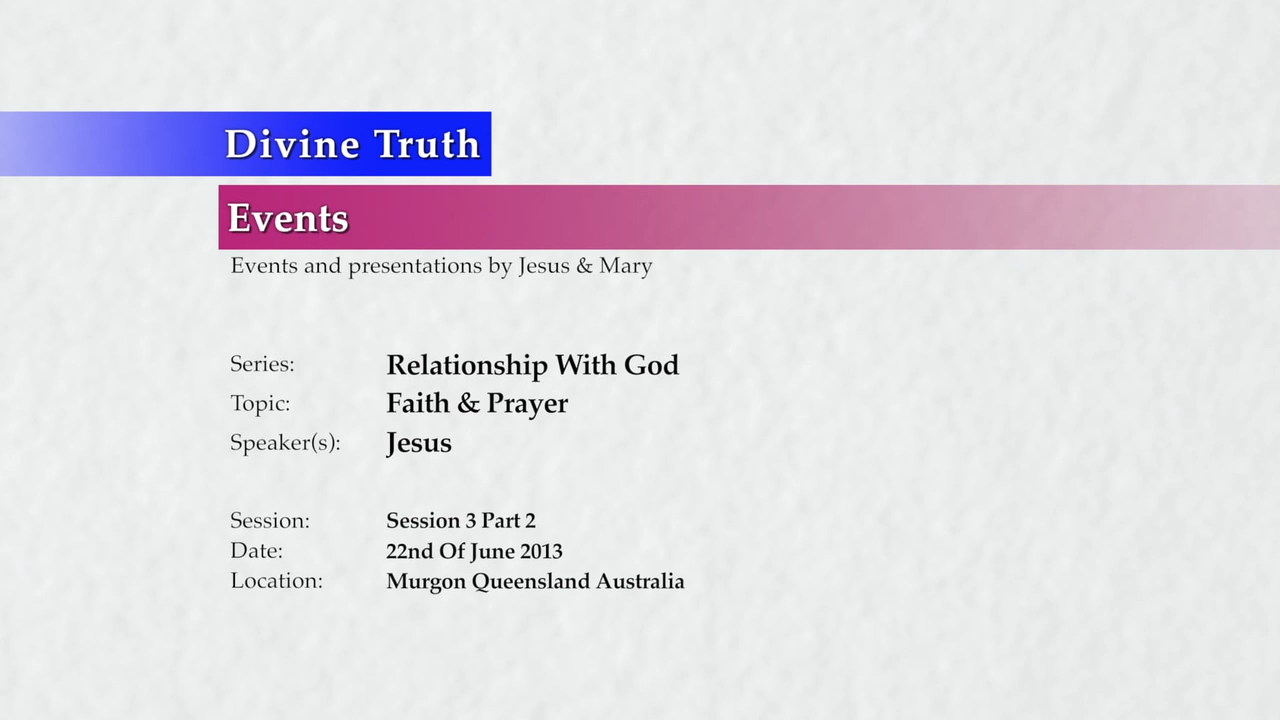 Divine Truth
Events
Events and presentations by Jesus & Mary
Series: Relationship With God
Topic: Faith & Prayer
Speaker(s): Jesus
Session: Session 3 Part 2
Date: 22nd Of June 2013
Location: Murgon Queensland Australia